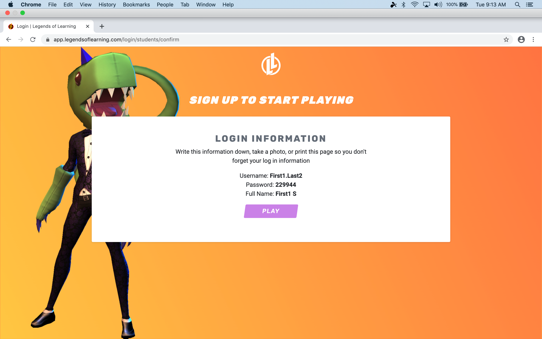 Chrome File Edit View History Bookmarks People Tab Window Help 100% Tue 9:13 AM
Login | Legends of Learning
app.legendsoflearning.com/login/students/confirm
SIGN UP TO START PLAYING
LOGIN INFORMATION
Write this information down, take a photo, or print this page so you don't
forget your log in information
Username: First1.Last2
Password: 229944
Full Name: First1 S
PLAY